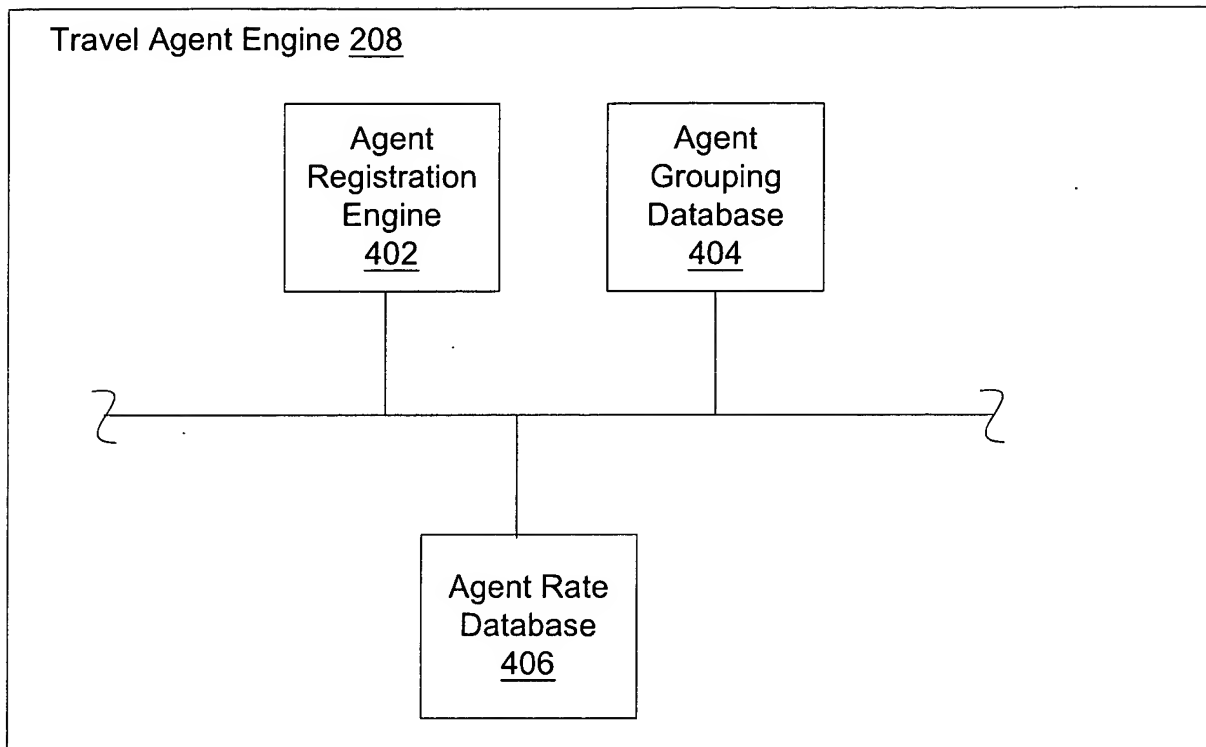 Travel Agent Engine 208
Agent
Registration
Engine
402
Agent
Grouping
Database
404
Agent Rate
Database
406